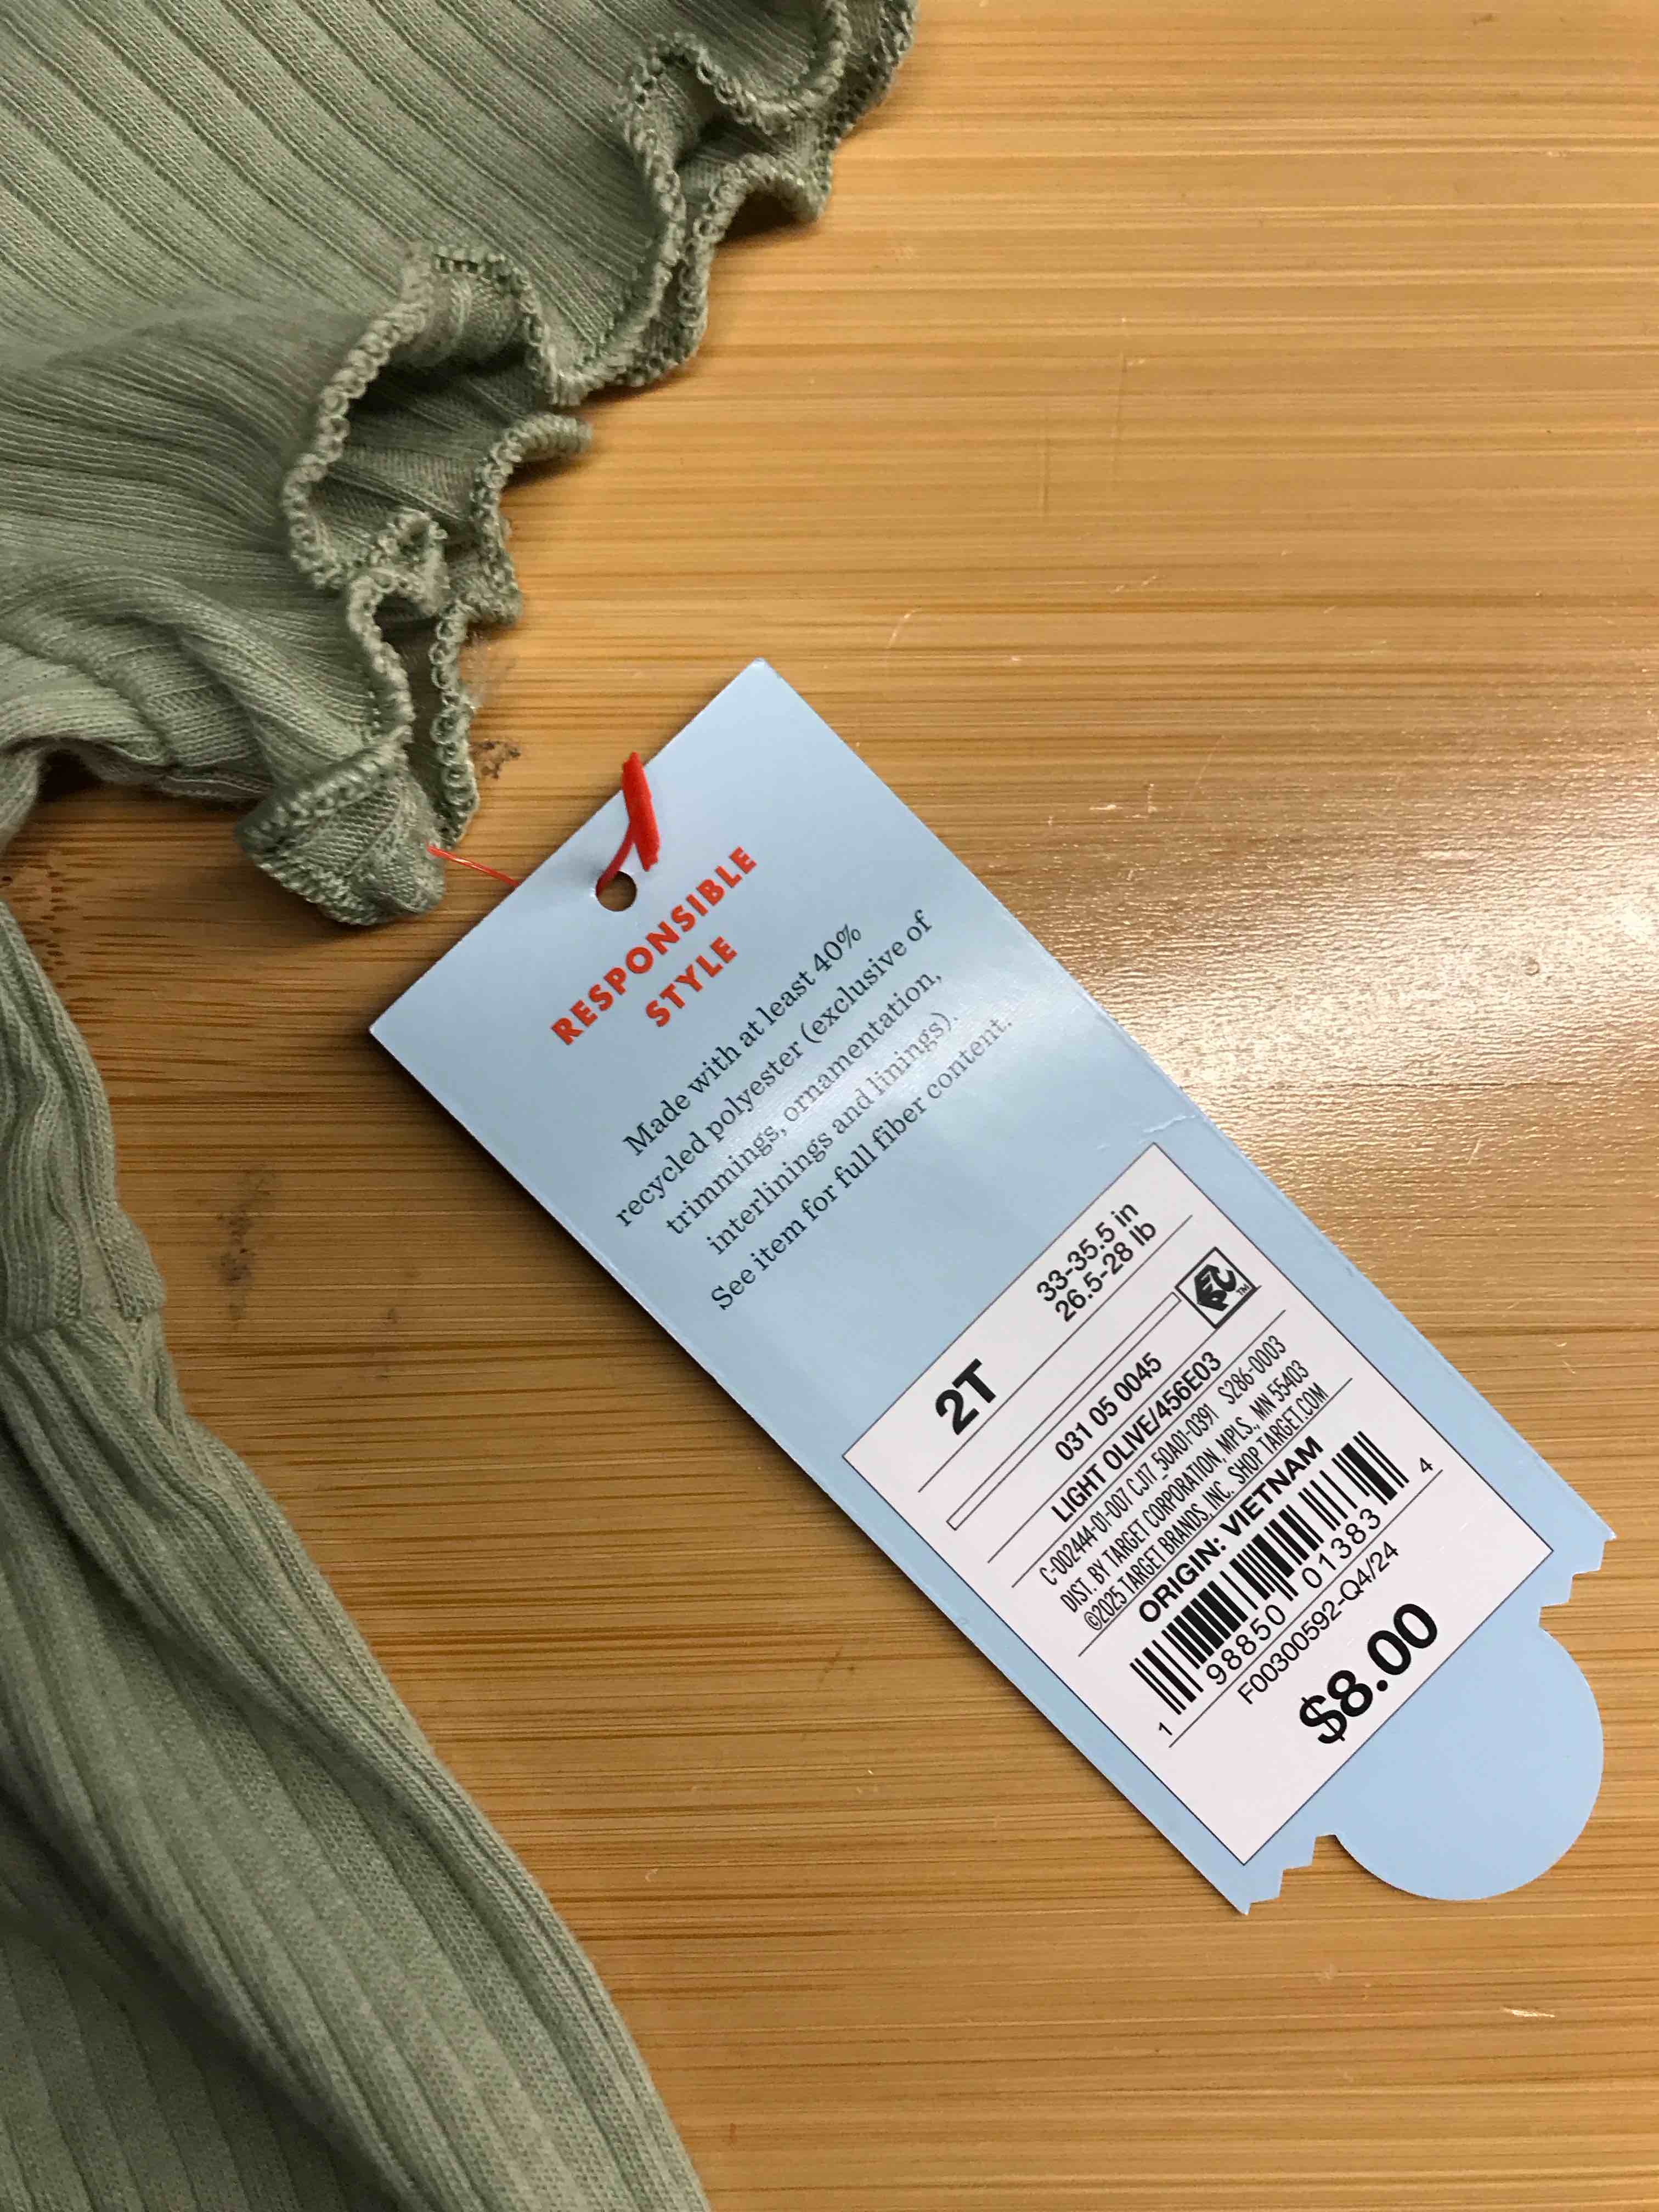 RESPONSIBLE
STYLE
Made with at least 40%
recycled polyester (exclusive of
trimmings, ornamentation,
interlinings and linings).
See item for full fiber content.
2T
33-35.5 in
26.5-28 lb
EPC™
031 05 0045
LIGHT OLIVE/456E03
C-002444-01-007 CJ17_50A01-0391 S286-0003
DIST. BY TARGET CORPORATION, MPLS., MN 55403
©2025 TARGET BRANDS, INC. SHOP TARGET.COM
ORIGIN: VIETNAM
1 98850 01383 4
F00300592-Q4/24
$8.00